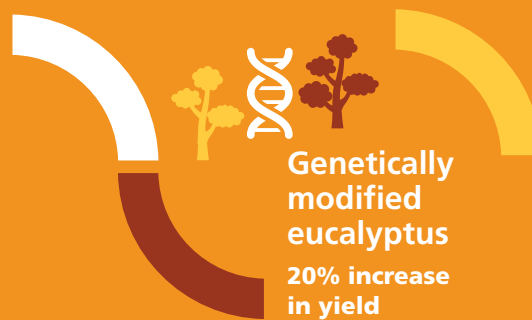 Genetically
modified
eucalyptus
20% increase
in yield